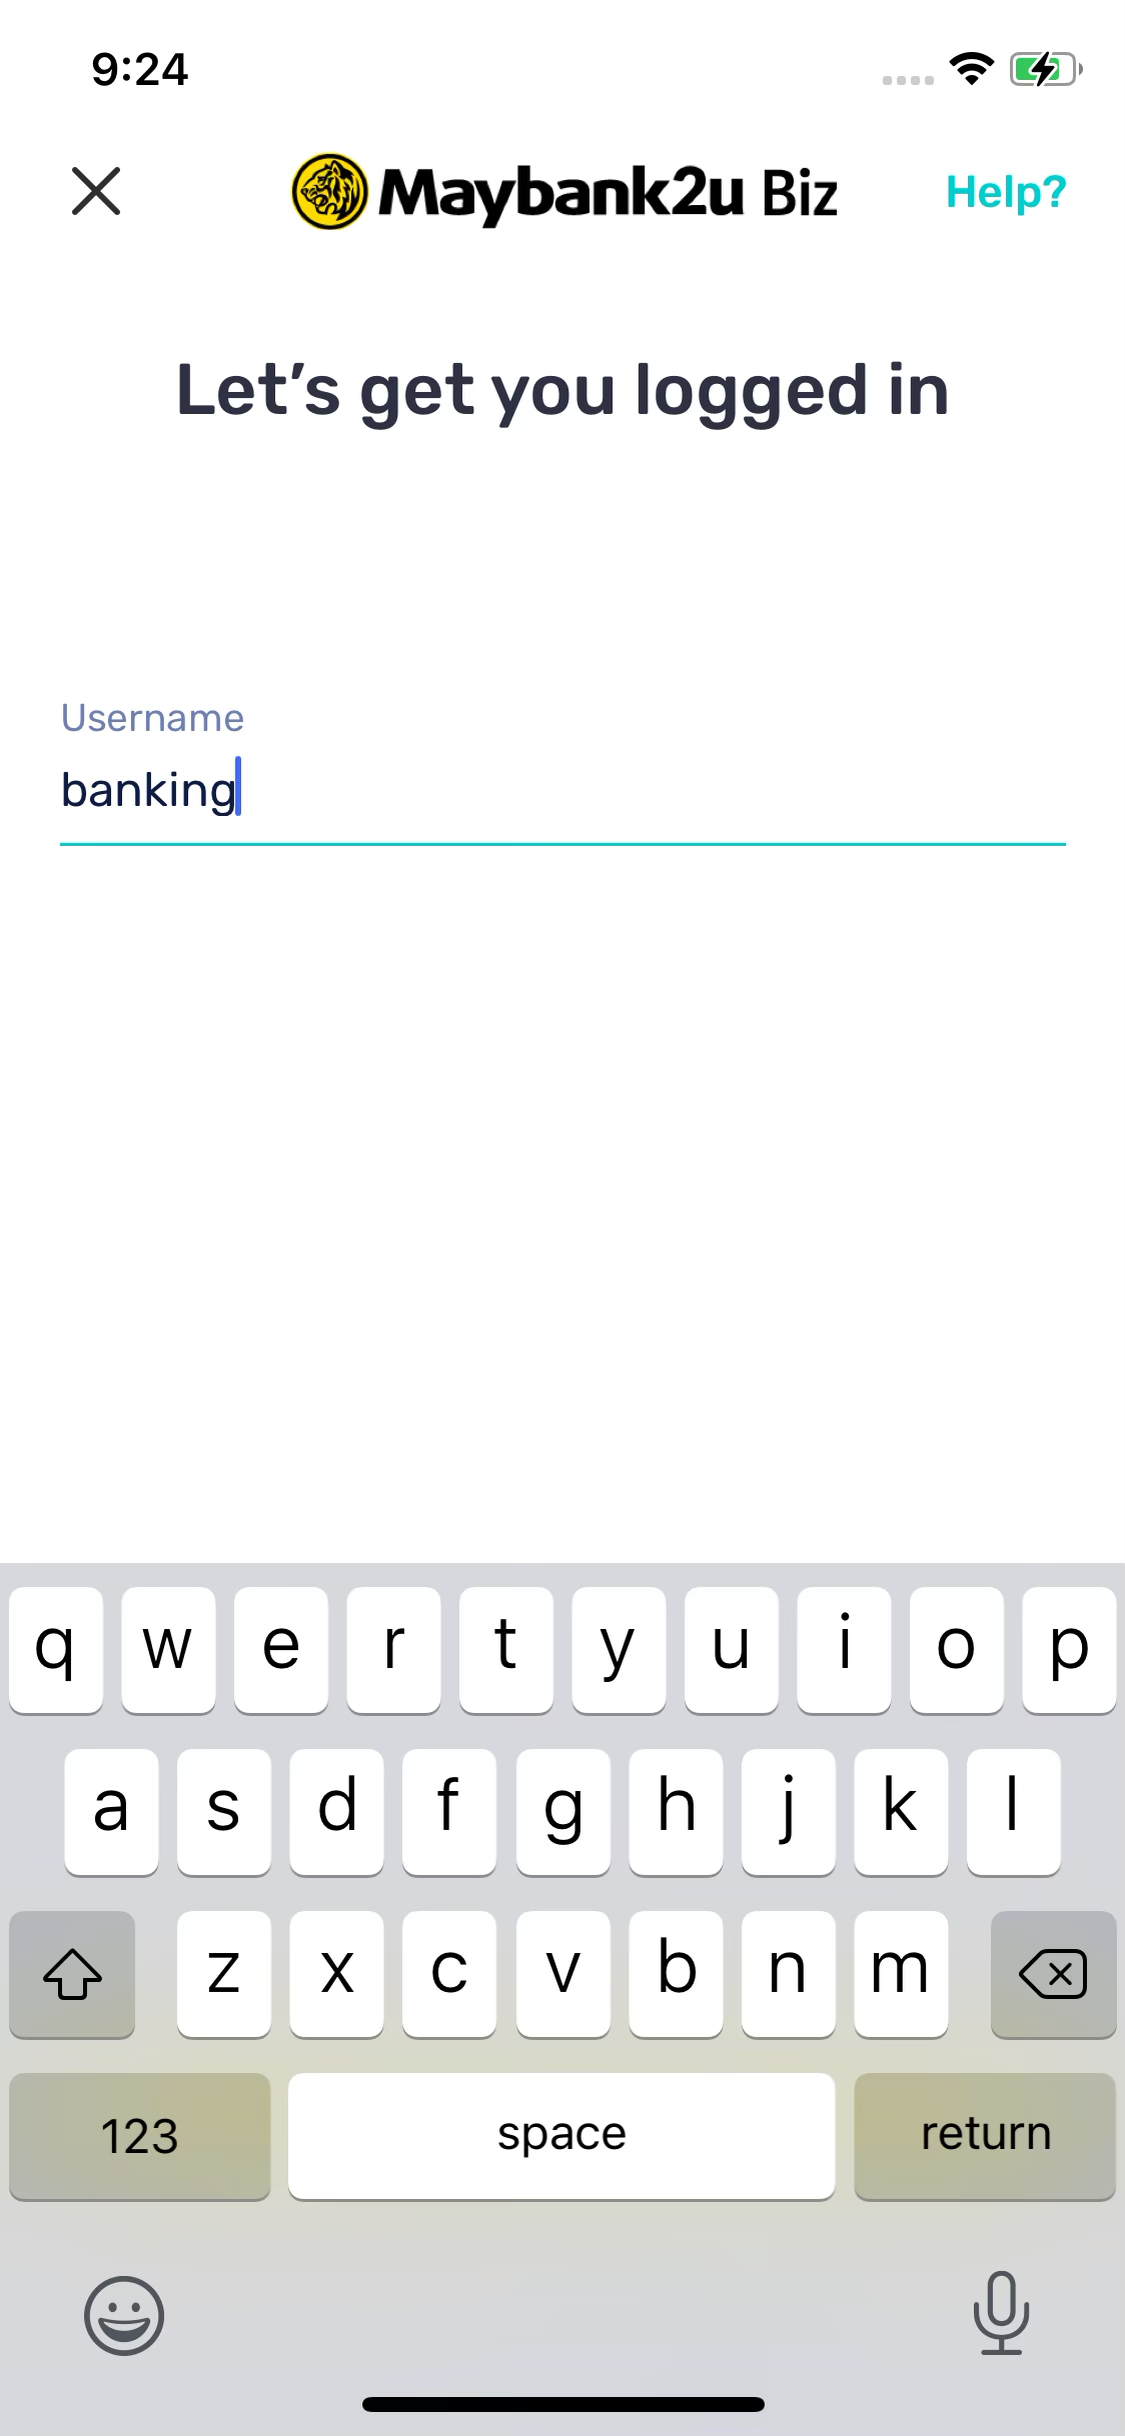 9:24
Maybank2u Biz
Help?
Let’s get you logged in
Username
banking
q w e r t y u i o p
a s d f g h j k l
z x c v b n m
123 space return